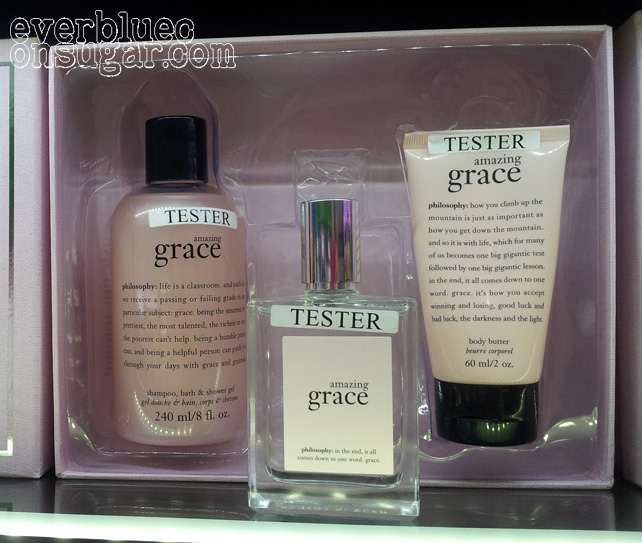 everbluec
onsugar.com
TESTER
amazing
grace
philosophy: life is a classroom. and each
we receive a passing or failing grade in
particular subject: grace. being the smartest, the
prettiest, the most talented, the richest or
the poorest can't help. being a humble person
can, and being a helpful person can guide you
through your days with grace and
shampoo, bath & shower gel
gel douche & bain, corps & cheveux
240 ml/8 fl. oz.
TESTER
amazing
grace
philosophy: in the end, it all
comes down to one word. grace.
TESTER
amazing
grace
philosophy: how you climb up the
mountain is just as important as
how you get down the mountain.
and so it is with life, which for many
of us becomes one big gigantic test
followed by one big gigantic lesson.
in the end, it all comes down to one
word. grace. it's how you accept
winning and losing, good luck and
bad luck, the darkness and the light.
body butter
beurre corporel
60 ml/2 oz.